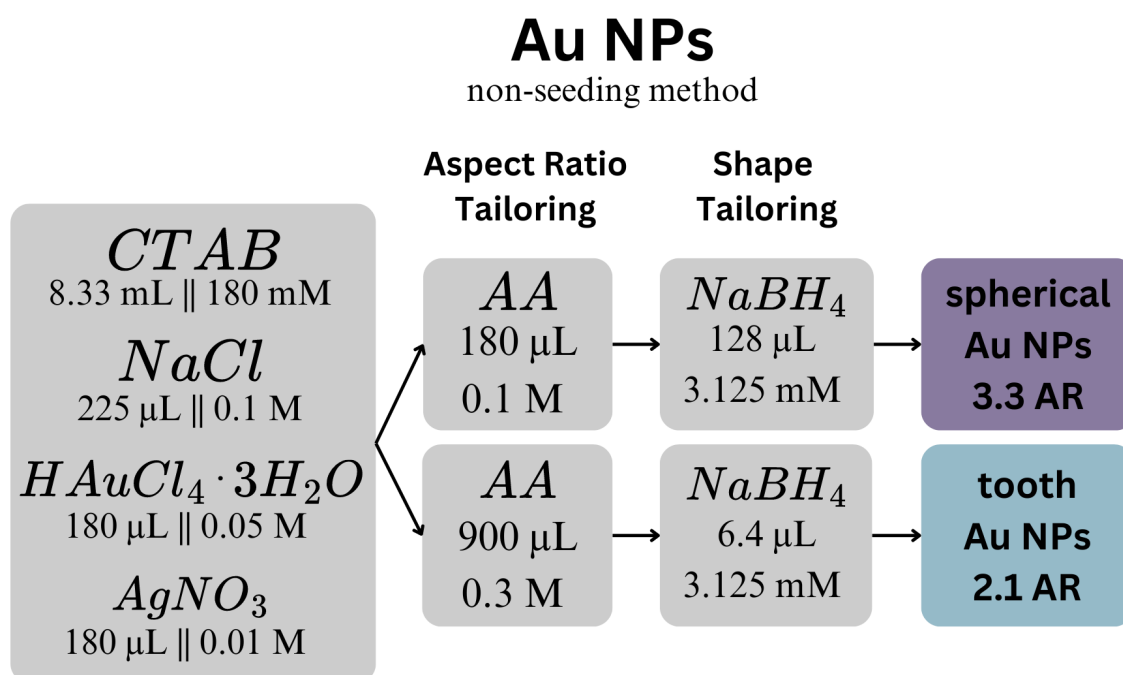 Au NPs
non-seeding method
Aspect Ratio
Tailoring
Shape
Tailoring
CTAB
8.33 mL || 180 mM
NaCl
225 μL || 0.1 M
HAuCl₄·3H₂O
180 μL || 0.05 M
AgNO₃
180 μL || 0.01 M
AA
180 μL
0.1 M
NaBH₄
128 μL
3.125 mM
spherical
Au NPs
3.3 AR
AA
900 μL
0.3 M
NaBH₄
6.4 μL
3.125 mM
tooth
Au NPs
2.1 AR